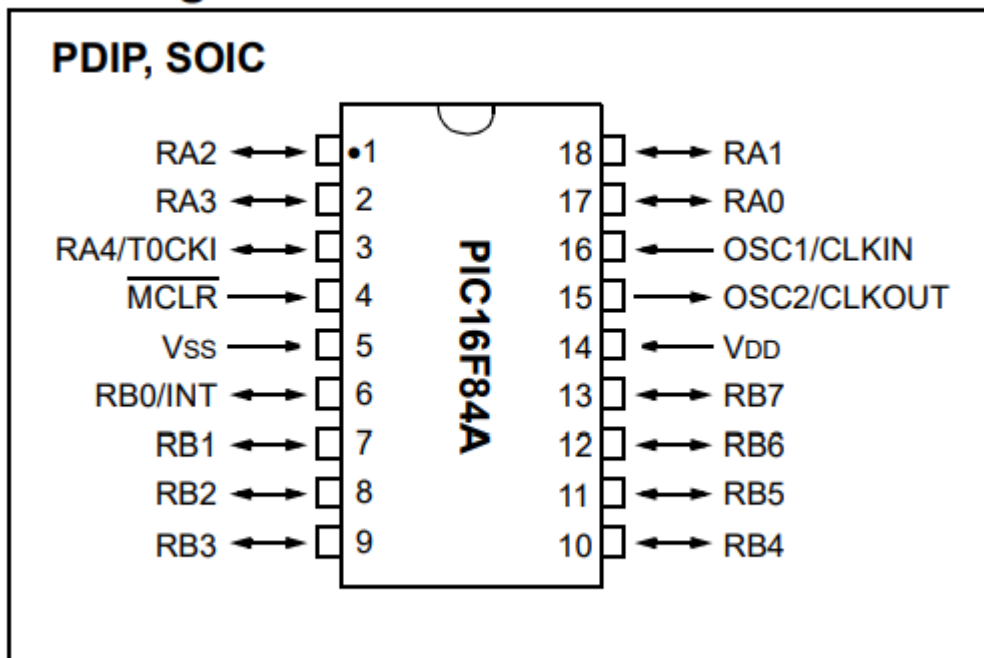 PDIP, SOIC
RA2 •1 18 RA1
RA3 2 17 RA0
RA4/T0CKI 3 16 OSC1/CLKIN
MCLR 4 15 OSC2/CLKOUT
VSS 5 14 VDD
RB0/INT 6 13 RB7
RB1 7 12 RB6
RB2 8 11 RB5
RB3 9 10 RB4
PIC16F84A